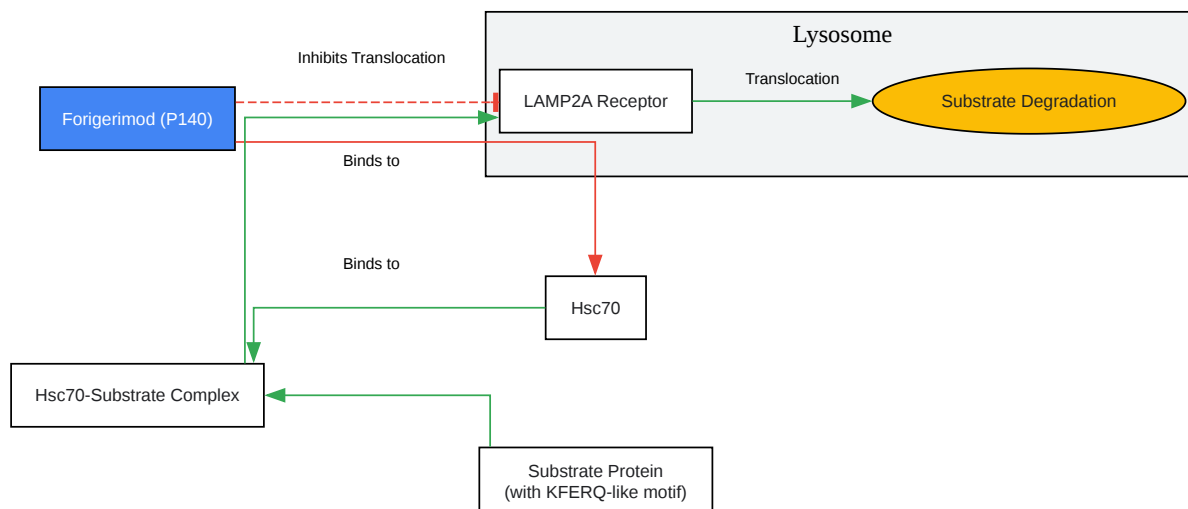 Lysosome
Inhibits Translocation
Translocation
Forigerimod (P140)
LAMP2A Receptor
Substrate Degradation
Binds to
Binds to
Hsc70
Hsc70-Substrate Complex
Substrate Protein
(with KFERQ-like motif)